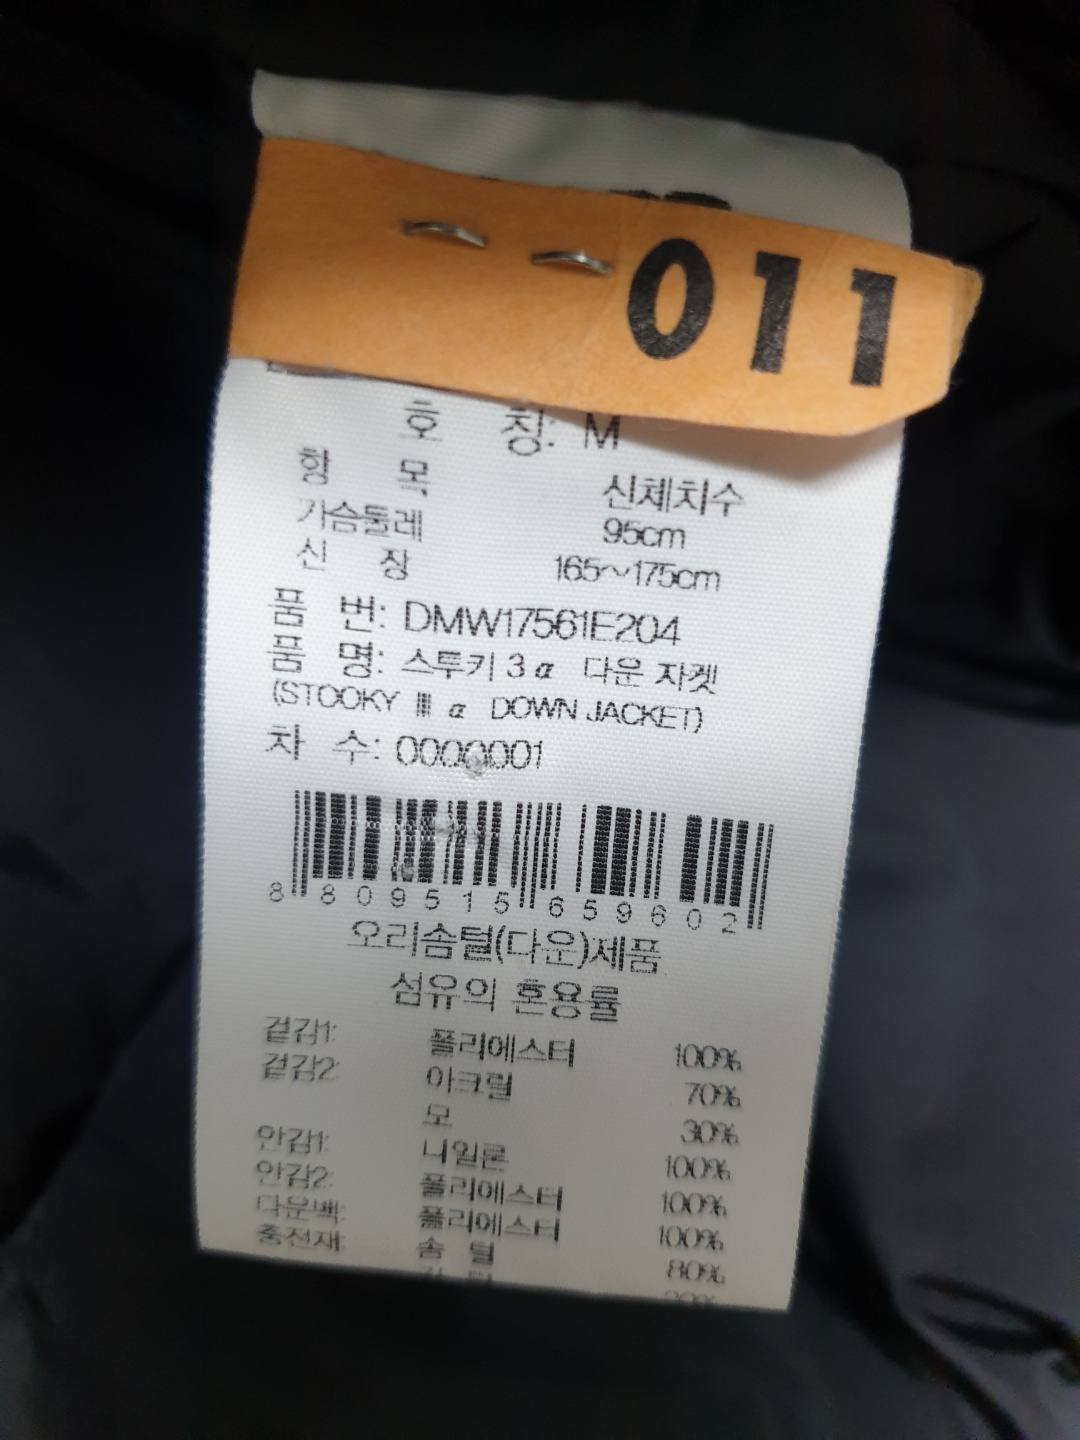 011
호 칭: M
항 목 신체치수
가슴둘레 95cm
신 장 165~175cm
품 번: DMW17561E204
품 명: 스투키 3 α 다운 자켓
(STOOKY Ⅲ α DOWN JACKET)
차 수: 0000001
8 809515 659602
오리솜털(다운)제품
섬유의 혼용률
겉감1: 폴리에스터 100%
겉감2: 아크릴 70%
모 30%
안감1: 나일론 100%
안감2: 폴리에스터 100%
다운백: 폴리에스터 100%
충전재: 솜 털 80%